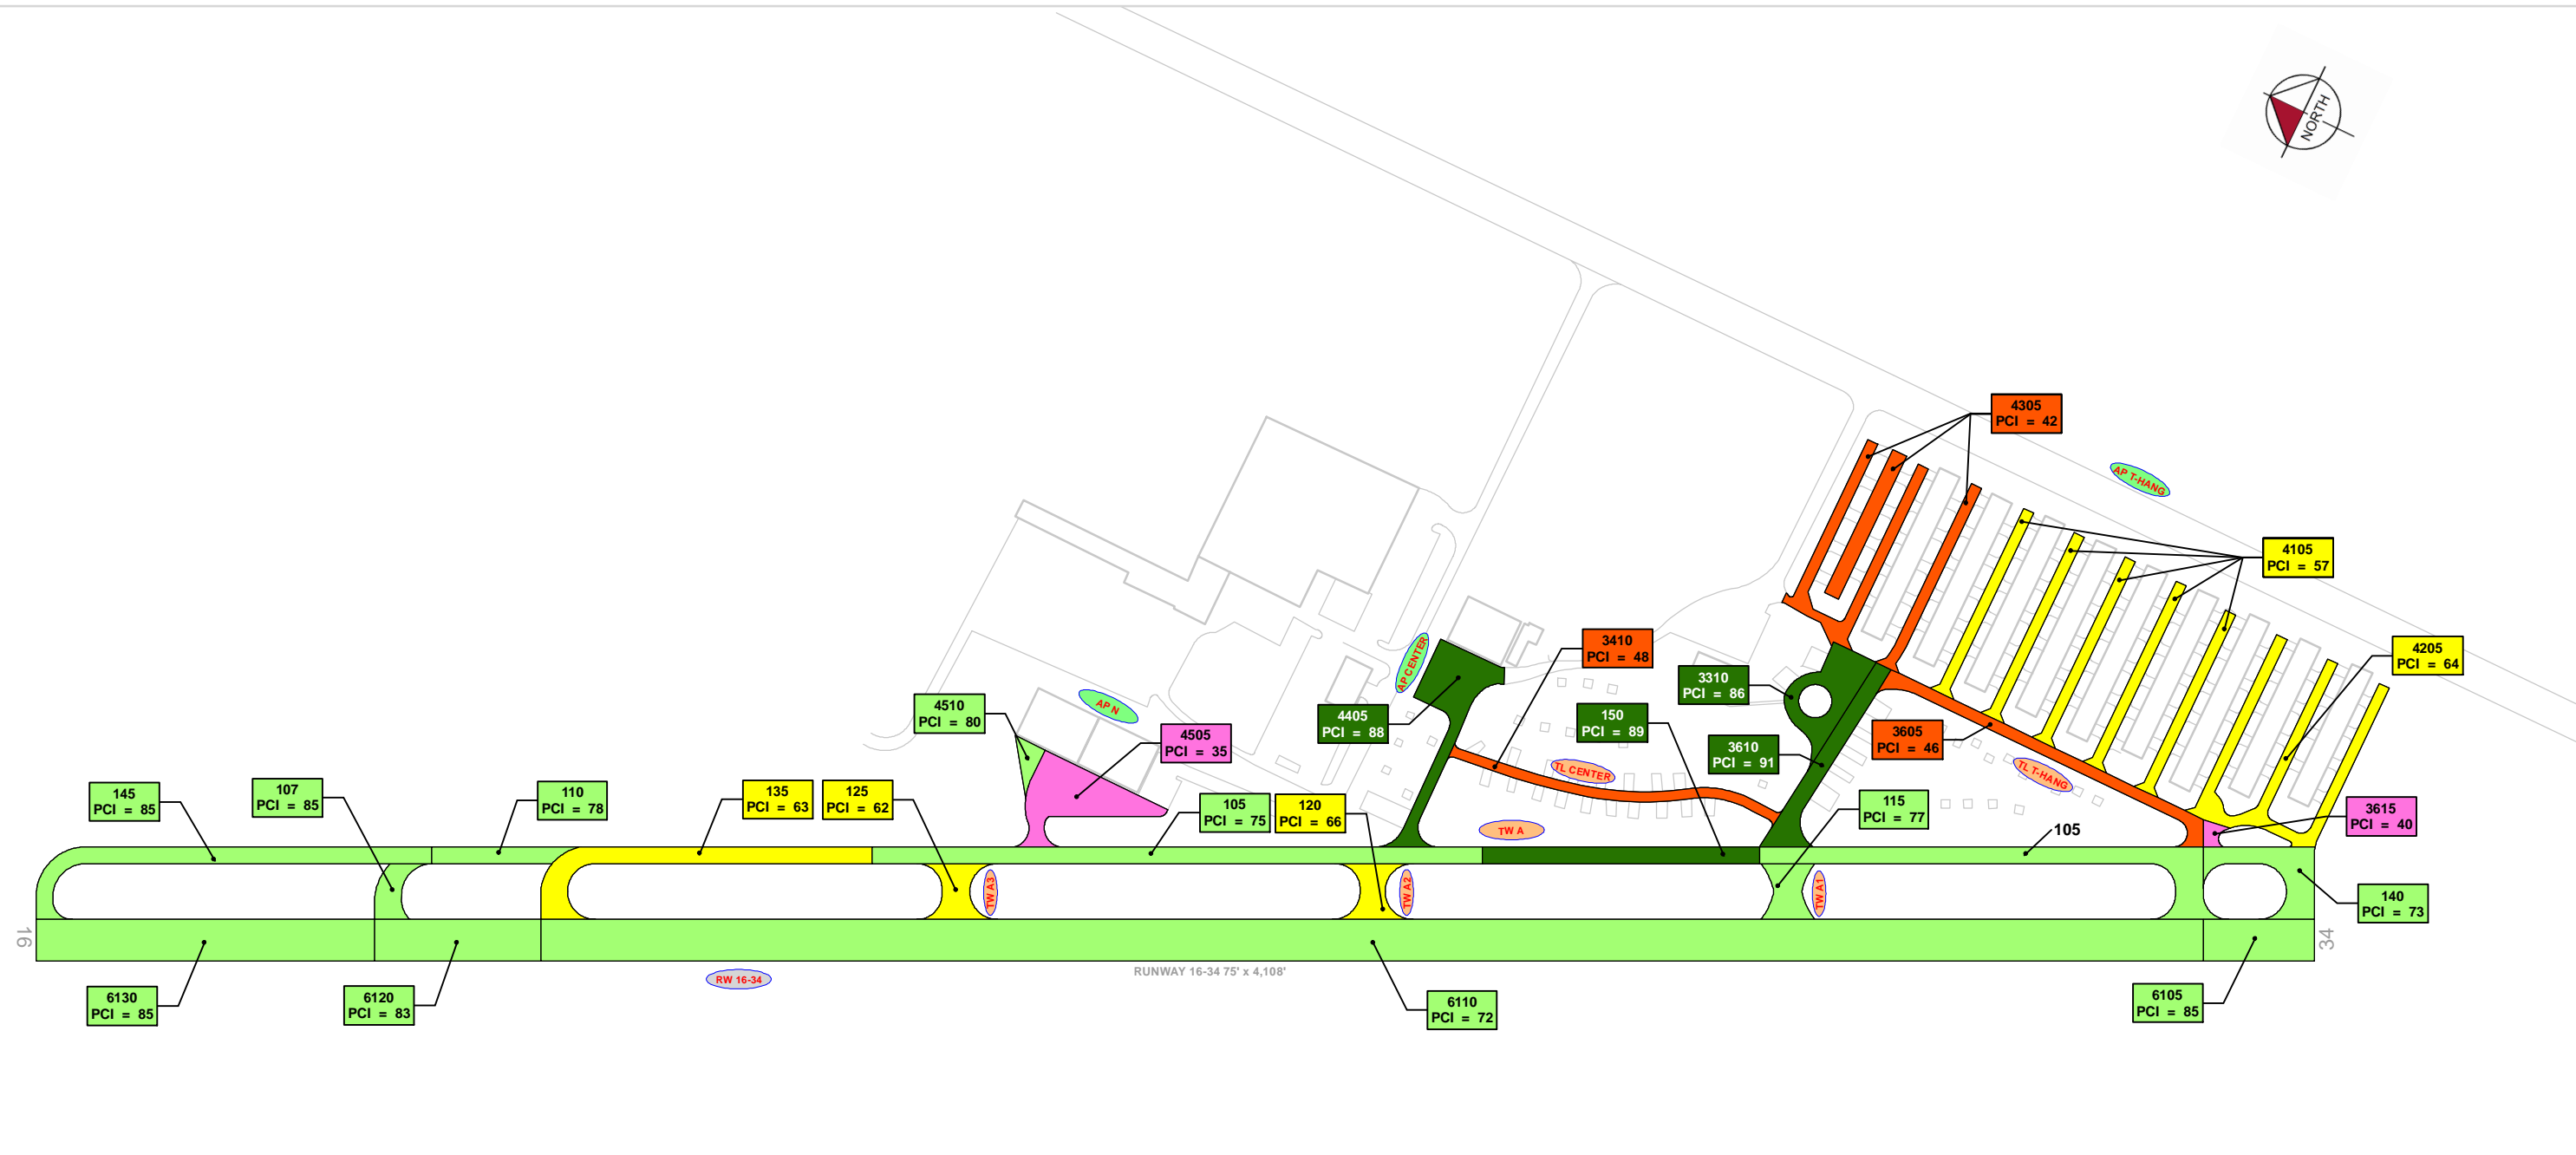 NORTH
4305
PCI = 42
AP T-HANG
4105
PCI = 57
4205
PCI = 64
3410
PCI = 48
AP CENTER
3310
PCI = 86
4510
PCI = 80
AP N
4405
PCI = 88
150
PCI = 89
4505
PCI = 35
3610
PCI = 91
3605
PCI = 46
TL CENTER
TL T-HANG
145
PCI = 85
107
PCI = 85
110
PCI = 78
135
PCI = 63
125
PCI = 62
105
PCI = 75
120
PCI = 66
TW A
115
PCI = 77
105
3615
PCI = 40
TW A3
TW A2
TW A1
140
PCI = 73
16
34
RW 16-34
RUNWAY 16-34 75' x 4,108'
6130
PCI = 85
6120
PCI = 83
6110
PCI = 72
6105
PCI = 85